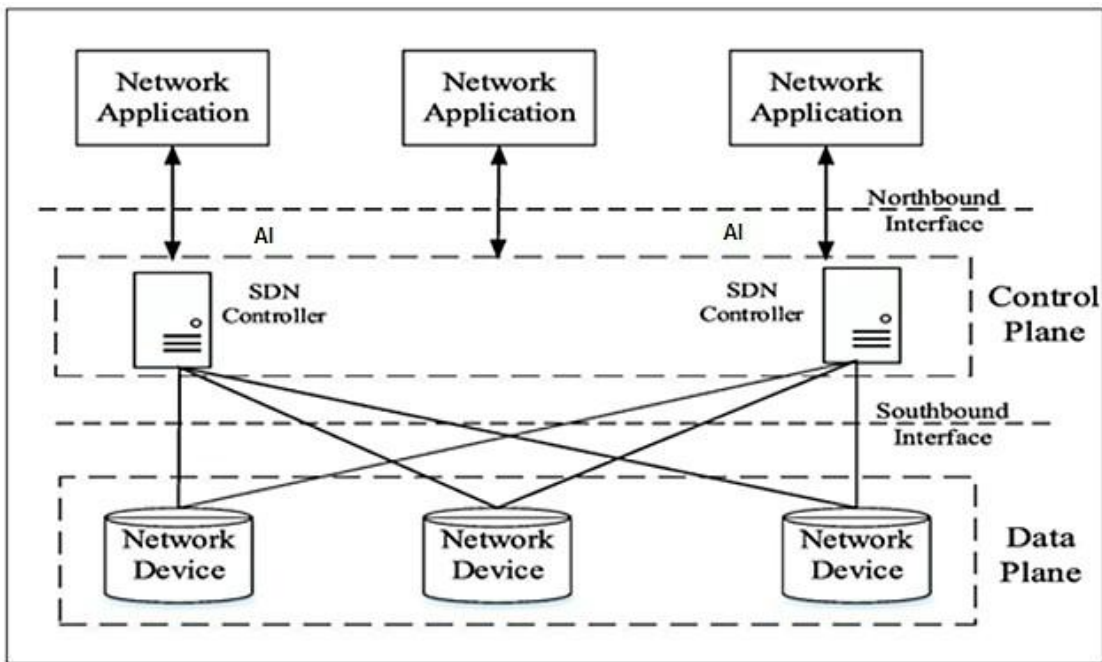 Network
Application
Network
Application
Network
Application
Northbound
Interface
AI
AI
SDN
Controller
SDN
Controller
Control
Plane
Southbound
Interface
Network
Device
Network
Device
Network
Device
Data
Plane